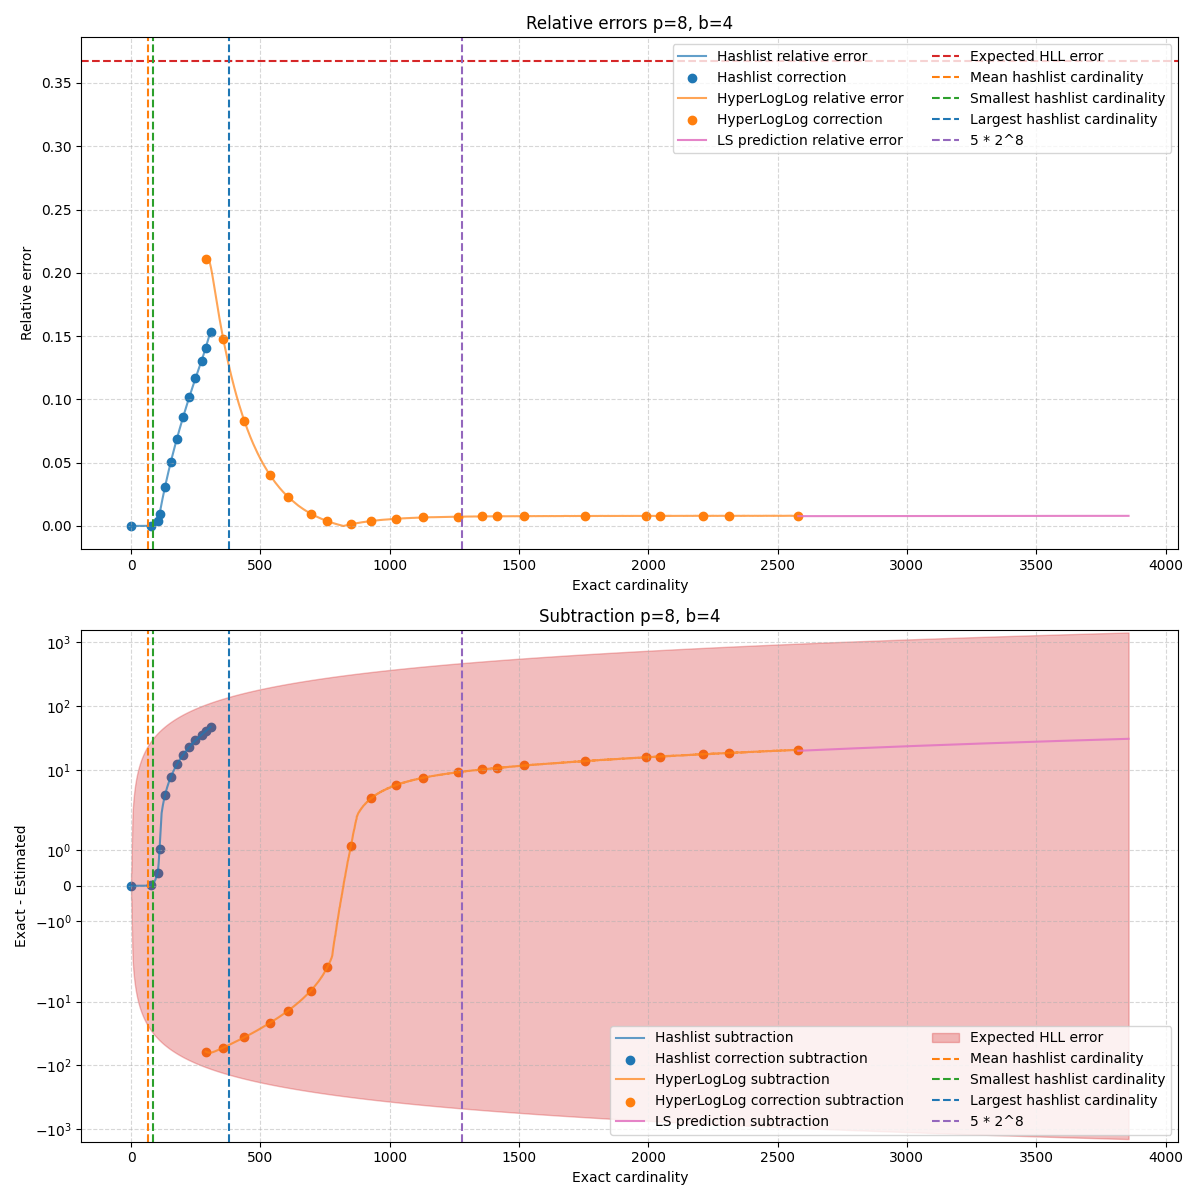 Relative errors p=8, b=4
Relative error
0.35
0.30
0.25
0.20
0.15
0.10
0.05
0.00
Hashlist relative error
Hashlist correction
HyperLogLog relative error
HyperLogLog correction
LS prediction relative error
Expected HLL error
Mean hashlist cardinality
Smallest hashlist cardinality
Largest hashlist cardinality
5 * 2^8
0 500 1000 1500 2000 2500 3000 3500 4000
Exact cardinality
Subtraction p=8, b=4
Exact - Estimated
10³
10²
10¹
10⁰
0
−10⁰
−10¹
−10²
−10³
Hashlist subtraction
Hashlist correction subtraction
HyperLogLog subtraction
HyperLogLog correction subtraction
LS prediction subtraction
Expected HLL error
Mean hashlist cardinality
Smallest hashlist cardinality
Largest hashlist cardinality
5 * 2^8
0 500 1000 1500 2000 2500 3000 3500 4000
Exact cardinality